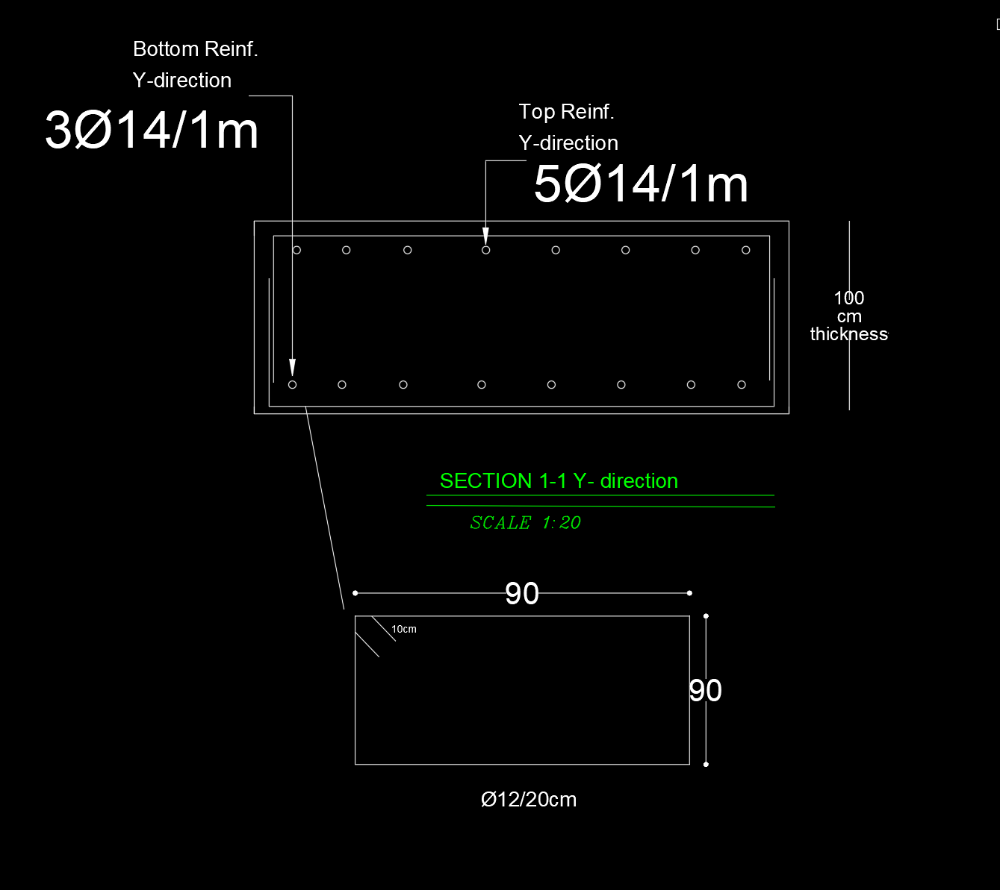 Bottom Reinf.
Y-direction
3Ø14/1m
Top Reinf.
Y-direction
5Ø14/1m
100
cm
thickness
SECTION 1-1 Y- direction
SCALE 1:20
90
10cm
90
Ø12/20cm